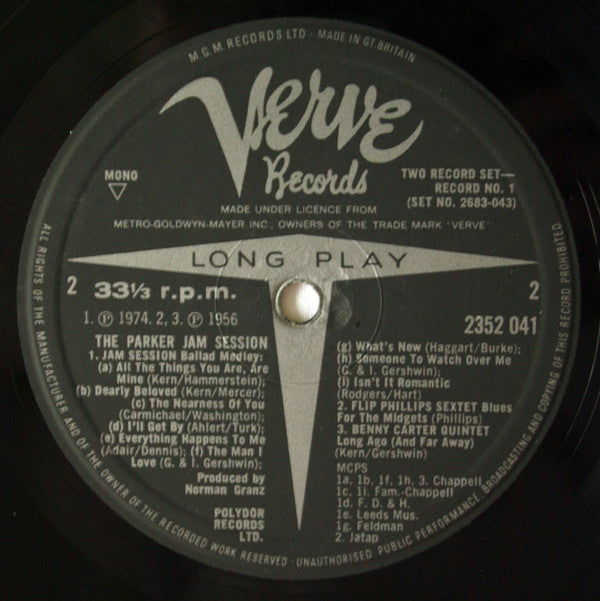 M.G.M RECORDS LTD · MADE IN GT. BRITAIN
Verve
Records
MONO
TWO RECORD SET—
RECORD NO. 1
(SET NO. 2683-043)
MADE UNDER LICENCE FROM
METRO-GOLDWYN-MAYER INC., OWNERS OF THE TRADE MARK 'VERVE'
LONG PLAY
2 33⅓ r.p.m.
2
1. ℗ 1974. 2, 3. ℗ 1956
2352 041
THE PARKER JAM SESSION
1. JAM SESSION Ballad Medley:
(a) All The Things You Are, Are
Mine (Kern/Hammerstein);
(b) Dearly Beloved (Kern/Mercer);
(c) The Nearness Of You
(Carmichael/Washington);
(d) I'll Get By (Ahlert/Turk);
(e) Everything Happens To Me
(Adair/Dennis); (f) The Man I
Love (G. & I. Gershwin);
Produced by
Norman Granz
POLYDOR
RECORDS
LTD.
(g) What's New (Haggart/Burke);
(h) Someone To Watch Over Me
(G. & I. Gershwin);
(i) Isn't It Romantic
(Rodgers/Hart)
2. FLIP PHILLIPS SEXTET Blues
For The Midgets (Phillips)
3. BENNY CARTER QUINTET
Long Ago (And Far Away)
(Kern/Gershwin)
MCPS
1a, 1b, 1f, 1h, 3. Chappell
1c, 1i. Fam.-Chappell
1d. F. D. & H.
1e. Leeds Mus.
1g. Feldman
2. Jatap
ALL RIGHTS OF THE MANUFACTURER AND OF THE OWNER OF THE RECORDED WORK RESERVED · UNAUTHORISED PUBLIC PERFORMANCE, BROADCASTING AND COPYING OF THIS RECORD PROHIBITED